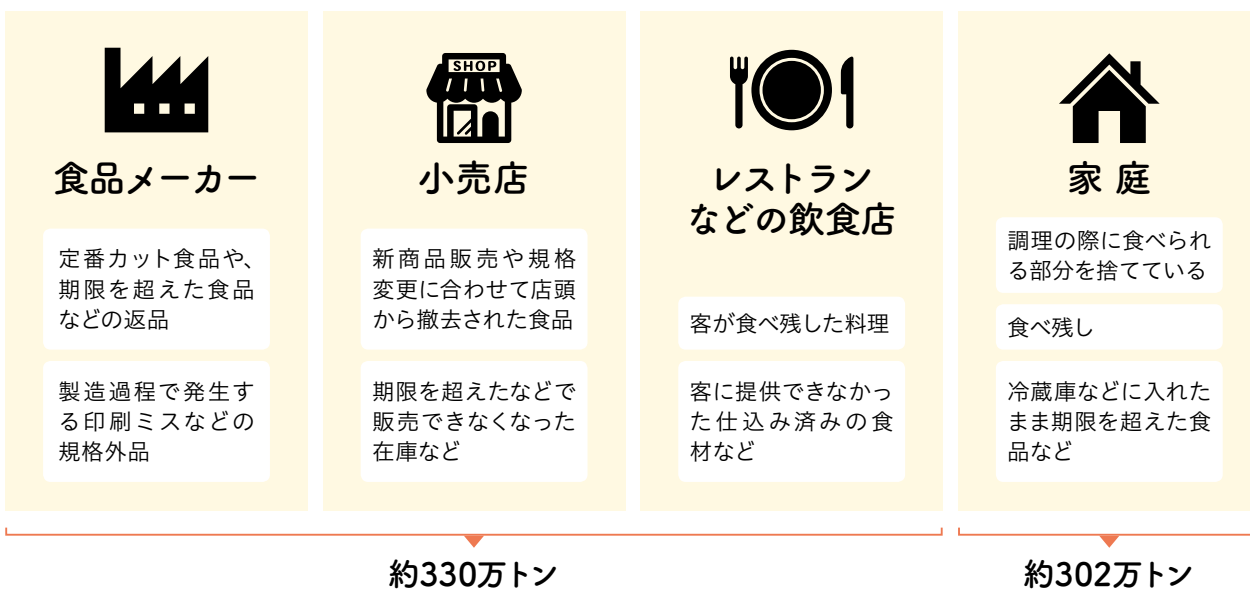 食品メーカー
定番カット食品や、
期限を超えた食品
などの返品
製造過程で発生す
る印刷ミスなどの
規格外品
SHOP
小売店
新商品販売や規格
変更に合わせて店頭
から撤去された食品
期限を超えたなどで
販売できなくなった
在庫など
レストラン
などの飲食店
客が食べ残した料理
客に提供できなかっ
た仕込み済みの食
材など
家庭
調理の際に食べられ
る部分を捨てている
食べ残し
冷蔵庫などに入れた
まま期限を超えた食
品など
約330万トン
約302万トン